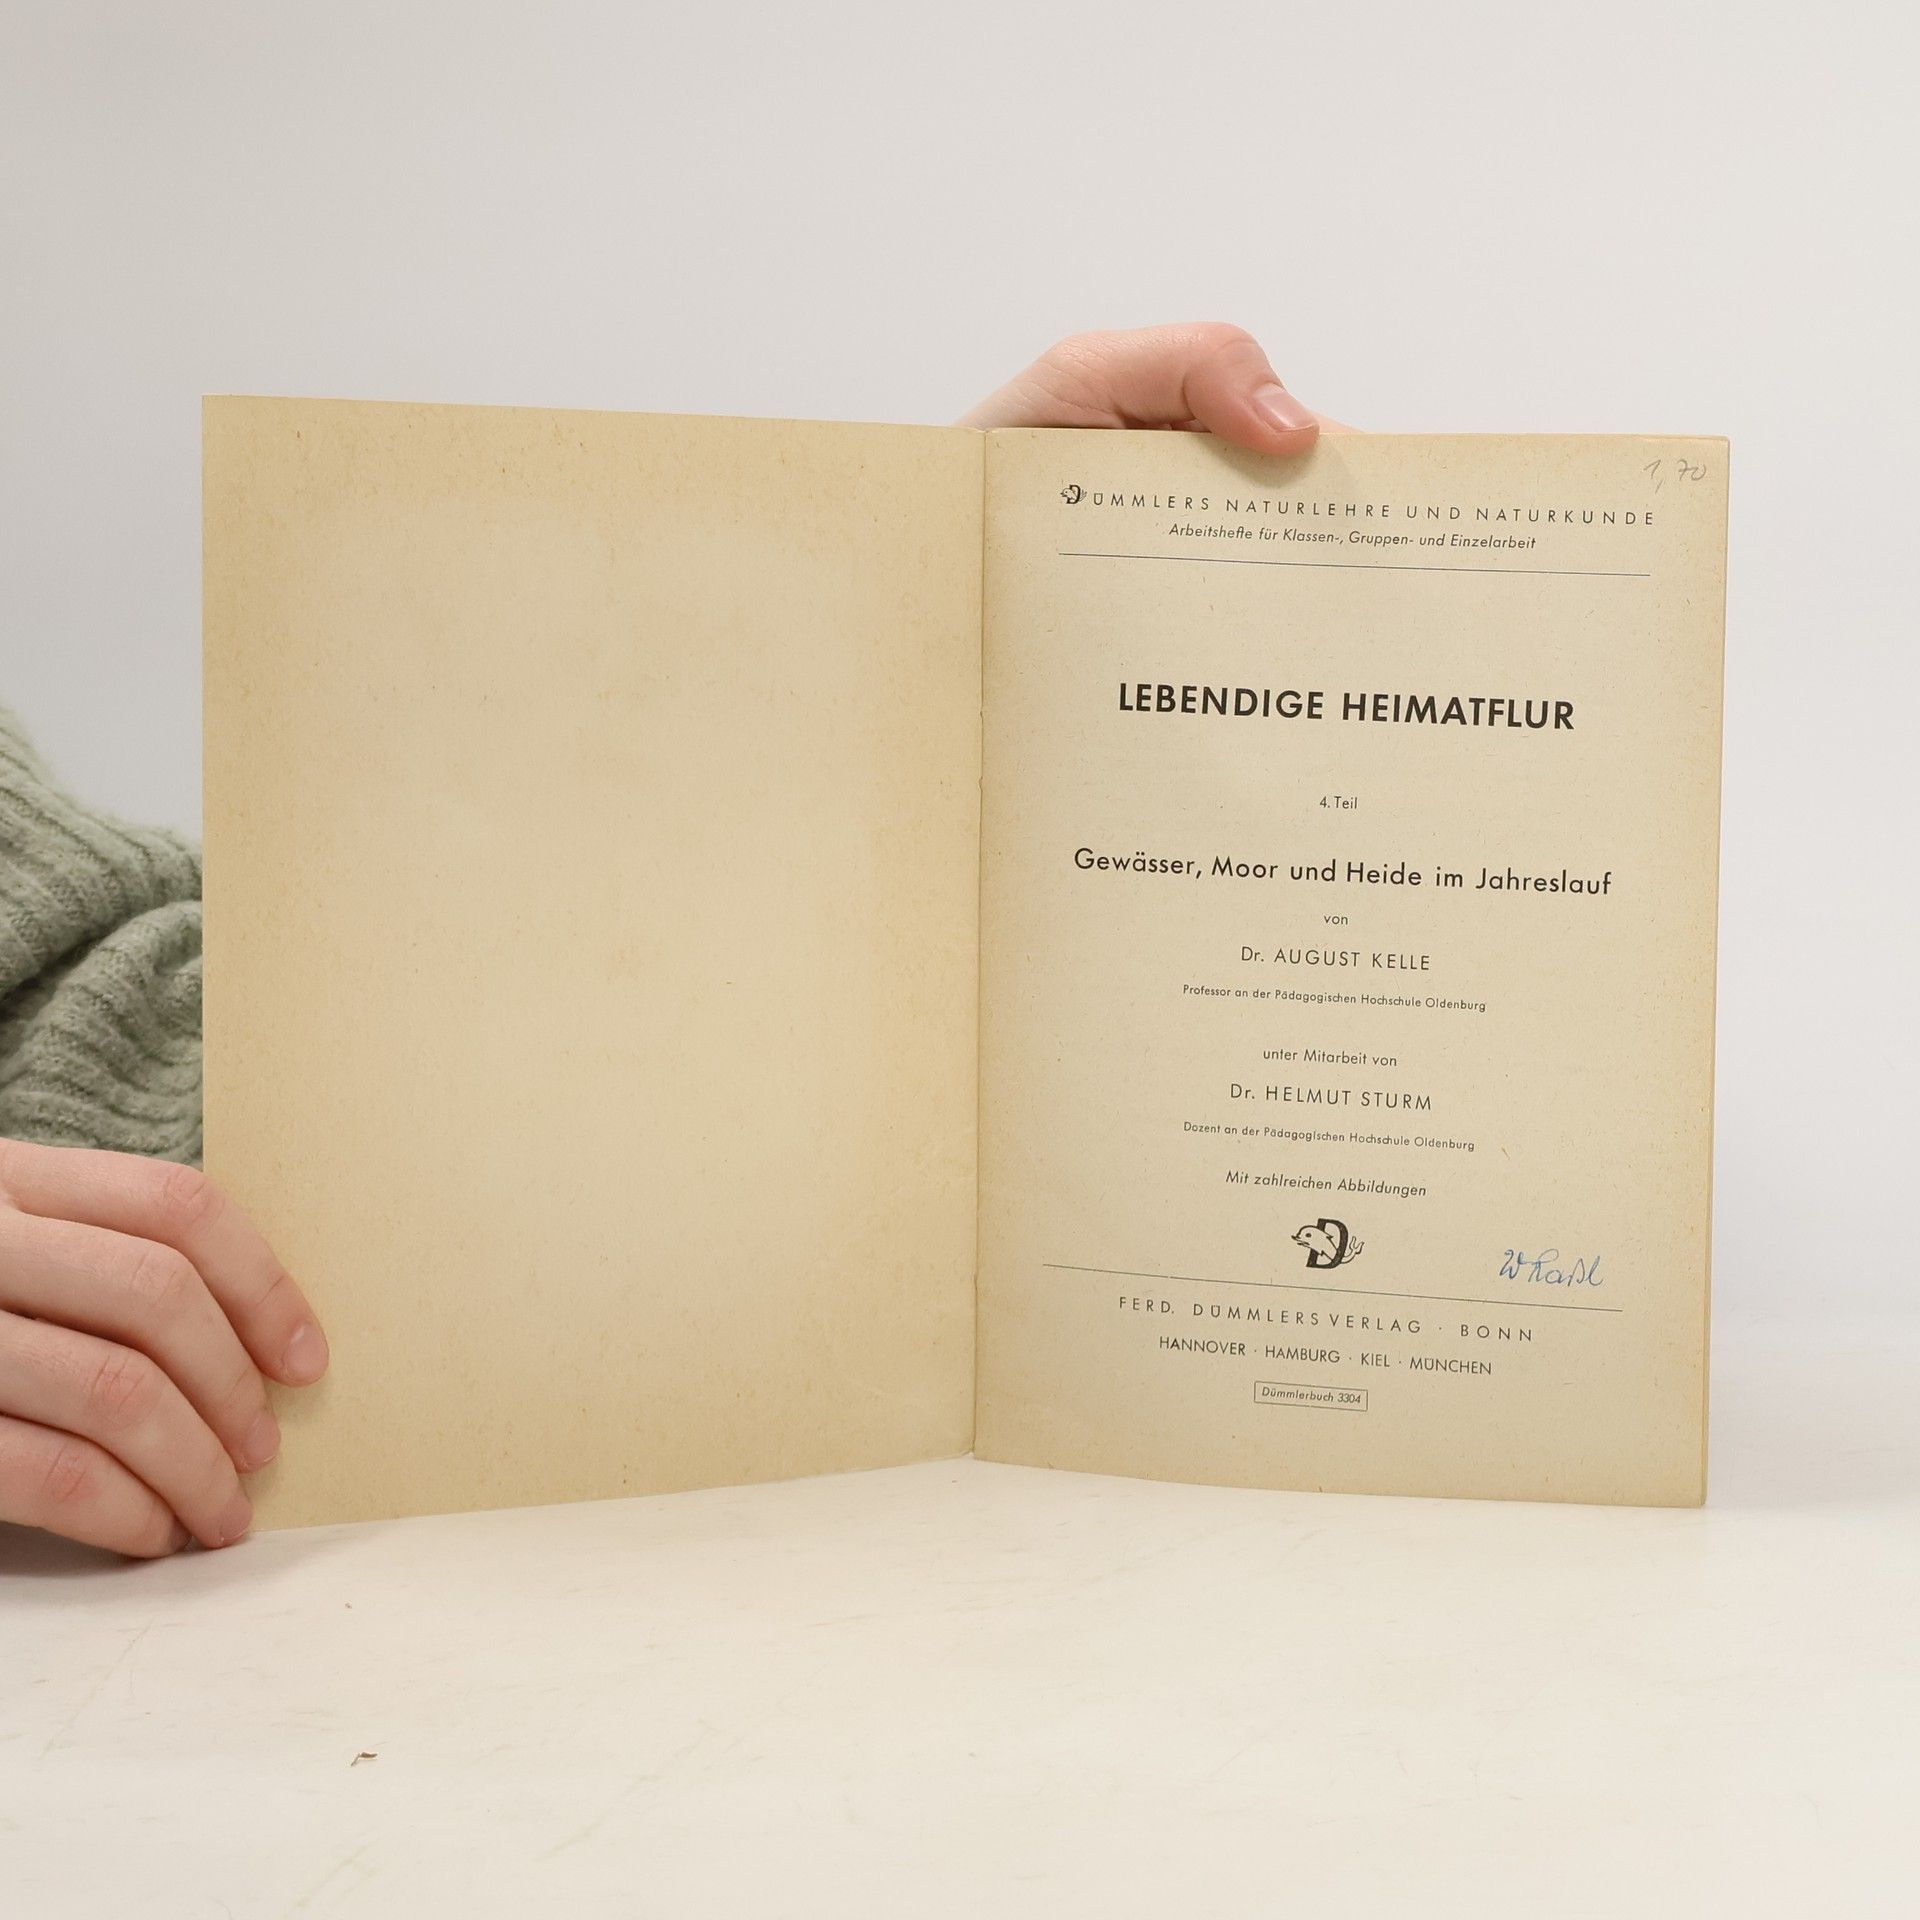 1,70
DÜMMLERS NATURLEHRE UND NATURKUNDE
Arbeitshefte für Klassen-, Gruppen- und Einzelarbeit
LEBENDIGE HEIMATFLUR
4. Teil
Gewässer, Moor und Heide im Jahreslauf
von
Dr. AUGUST KELLE
Professor an der Pädagogischen Hochschule Oldenburg
unter Mitarbeit von
Dr. HELMUT STURM
Dozent an der Pädagogischen Hochschule Oldenburg
Mit zahlreichen Abbildungen
D
FERD. DÜMMLERS VERLAG · BONN
HANNOVER · HAMBURG · KIEL · MÜNCHEN
Dümmlerbuch 3304